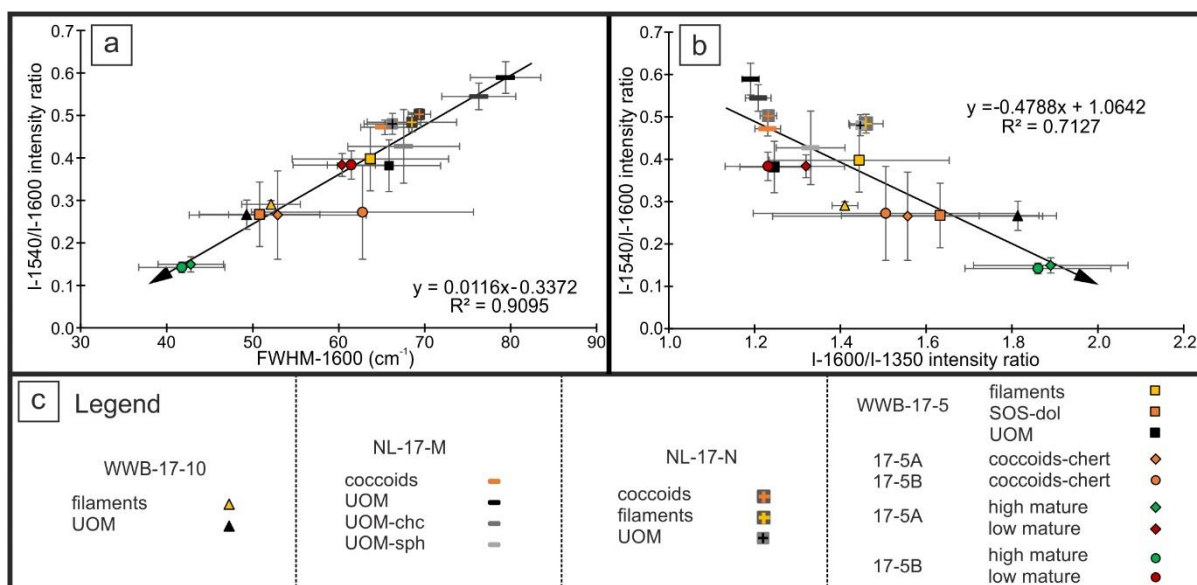 a
I-1540/I-1600 intensity ratio
0.7
0.6
0.5
0.4
0.3
0.2
0.1
0.0
y = 0.0116x-0.3372
R² = 0.9095
30 40 50 60 70 80 90
FWHM-1600 (cm⁻¹)
b
I-1540/I-1600 intensity ratio
0.7
0.6
0.5
0.4
0.3
0.2
0.1
0.0
y =-0.4788x + 1.0642
R² = 0.7127
1.0 1.2 1.4 1.6 1.8 2.0 2.2
I-1600/I-1350 intensity ratio
c Legend
WWB-17-10
filaments
UOM
NL-17-M
coccoids
UOM
UOM-chc
UOM-sph
NL-17-N
coccoids
filaments
UOM
WWB-17-5 filaments
SOS-dol
UOM
17-5A coccoids-chert
17-5B coccoids-chert
17-5A high mature
low mature
17-5B high mature
low mature